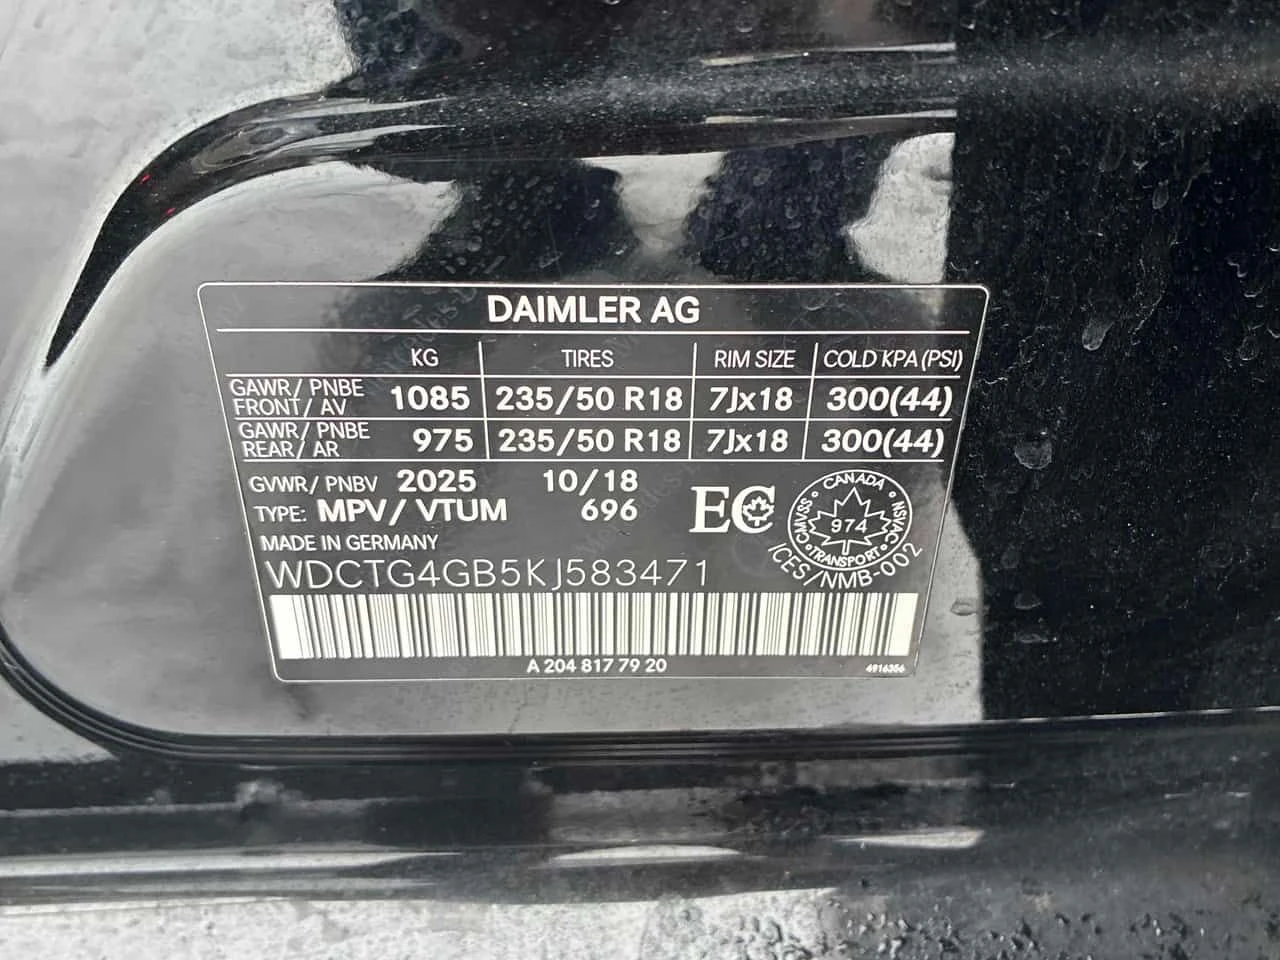 DAIMLER AG
KG TIRES RIM SIZE COLD KPA (PSI)
GAWR/ PNBE FRONT/ AV 1085 235/50 R18 7Jx18 300(44)
GAWR/ PNBE REAR/ AR 975 235/50 R18 7Jx18 300(44)
GVWR/ PNBV 2025 10/18
TYPE: MPV/ VTUM 696
EC
CANADA
CMVSS
974
NSVAC
TRANSPORT
ICES/NMB-002
MADE IN GERMANY
WDCTG4GB5KJ583471
A 204 817 79 20
4916356